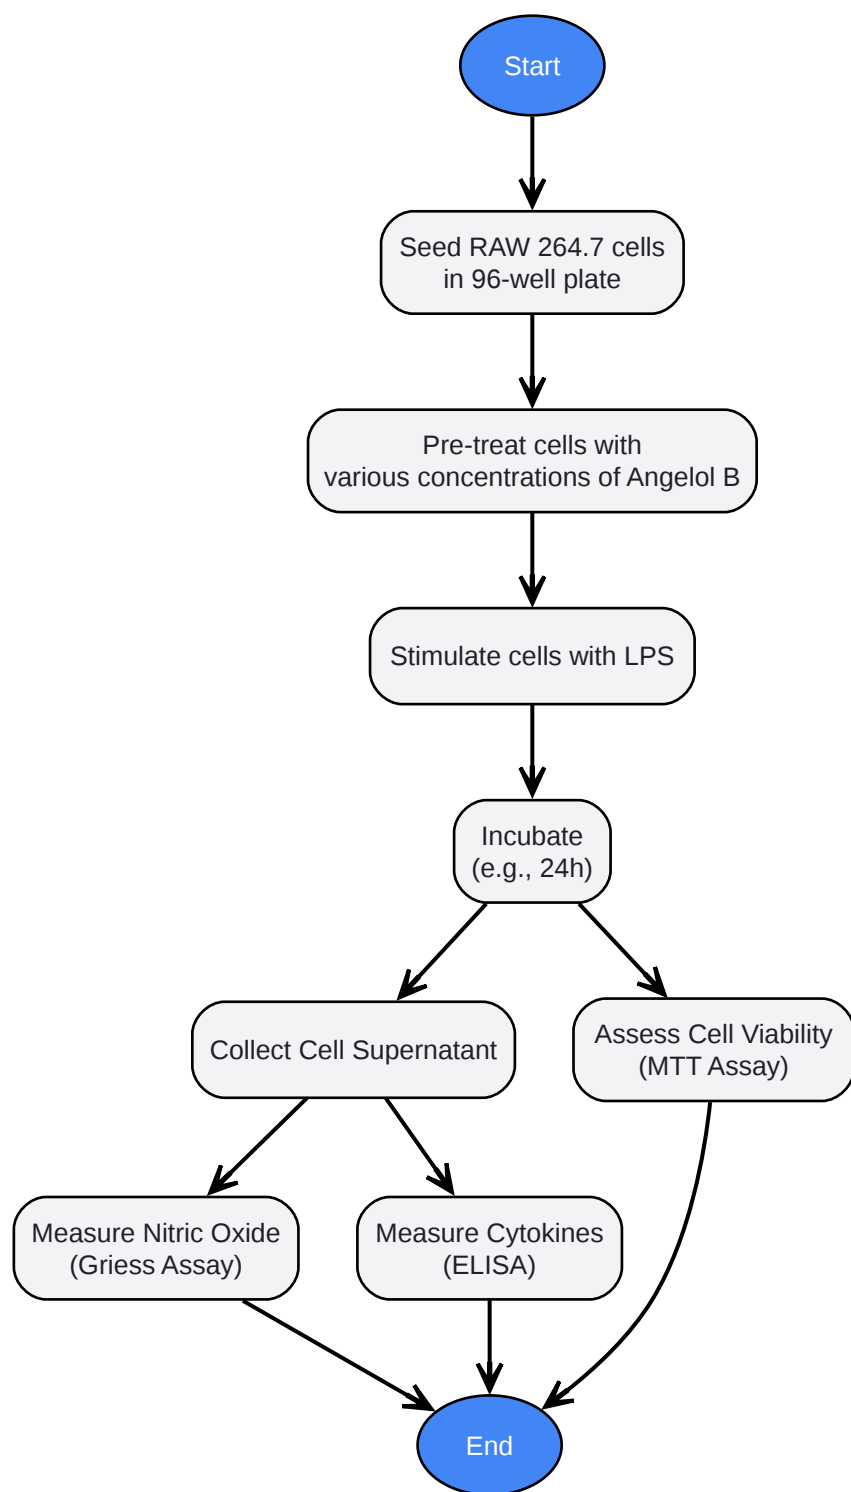 Start
Seed RAW 264.7 cells
in 96-well plate
Pre-treat cells with
various concentrations of Angelol B
Stimulate cells with LPS
Incubate
(e.g., 24h)
Collect Cell Supernatant
Assess Cell Viability
(MTT Assay)
Measure Nitric Oxide
(Griess Assay)
Measure Cytokines
(ELISA)
End